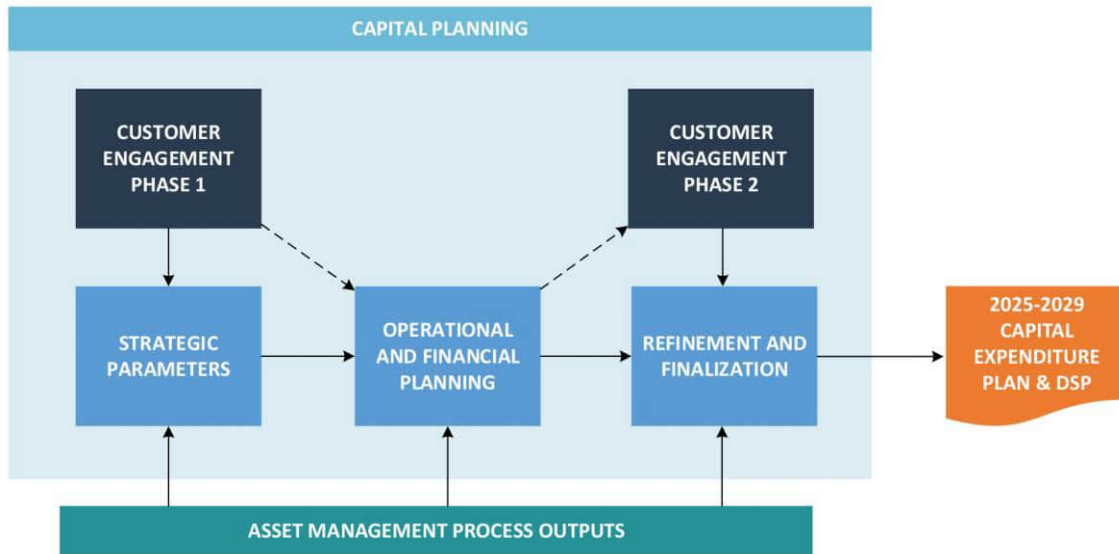 CAPITAL PLANNING
CUSTOMER
ENGAGEMENT
PHASE 1
CUSTOMER
ENGAGEMENT
PHASE 2
STRATEGIC
PARAMETERS
OPERATIONAL
AND FINANCIAL
PLANNING
REFINEMENT AND
FINALIZATION
2025-2029
CAPITAL
EXPENDITURE
PLAN & DSP
ASSET MANAGEMENT PROCESS OUTPUTS